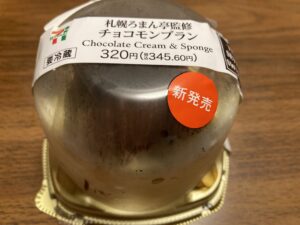 札幌ろまん亭監修
チョコモンブラン
Chocolate Cream & Sponge
320円(税込345.60円)
要冷蔵
新発売